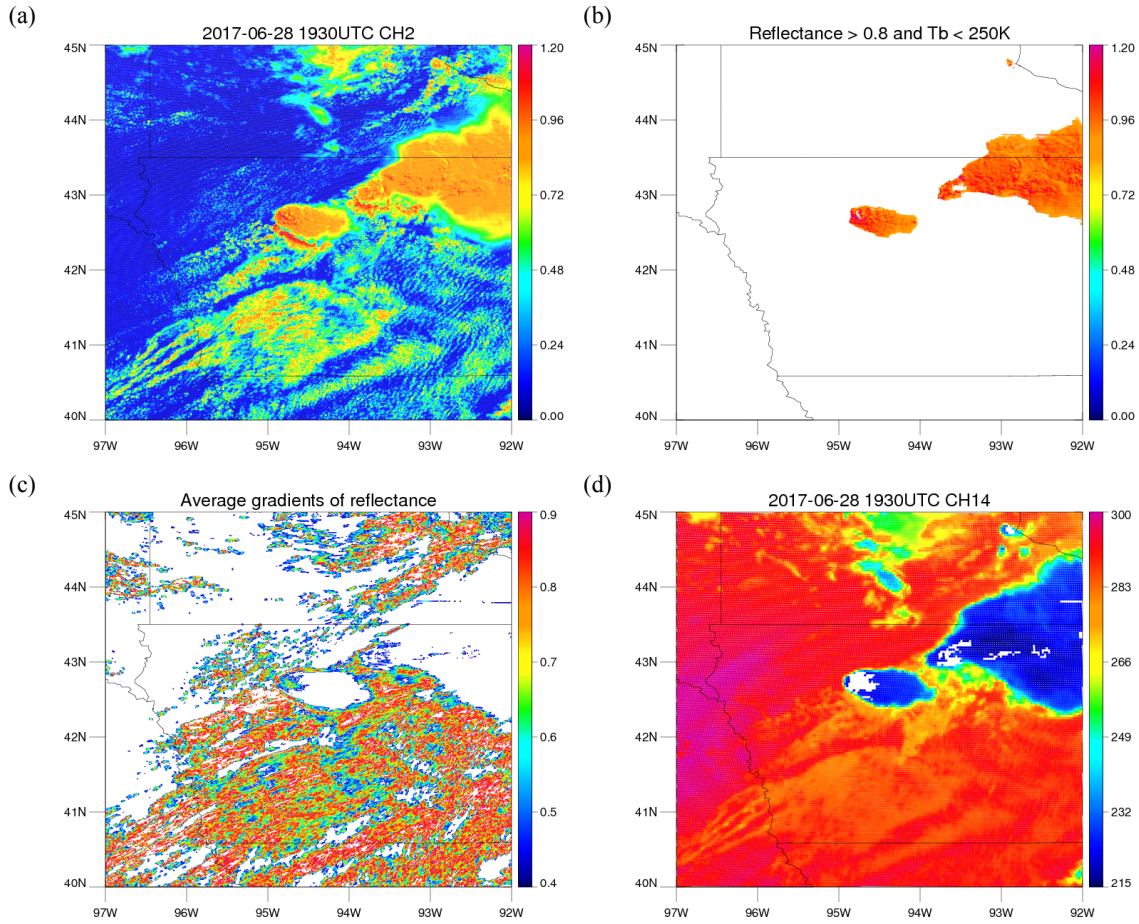 (a)
2017-06-28 1930UTC CH2
45N
44N
43N
42N
41N
40N
97W 96W 95W 94W 93W 92W
1.20
0.96
0.72
0.48
0.24
0.00
(b)
Reflectance > 0.8 and Tb < 250K
45N
44N
43N
42N
41N
40N
97W 96W 95W 94W 93W 92W
1.20
0.96
0.72
0.48
0.24
0.00
(c)
Average gradients of reflectance
45N
44N
43N
42N
41N
40N
97W 96W 95W 94W 93W 92W
0.9
0.8
0.7
0.6
0.5
0.4
(d)
2017-06-28 1930UTC CH14
45N
44N
43N
42N
41N
40N
97W 96W 95W 94W 93W 92W
300
283
266
249
232
215